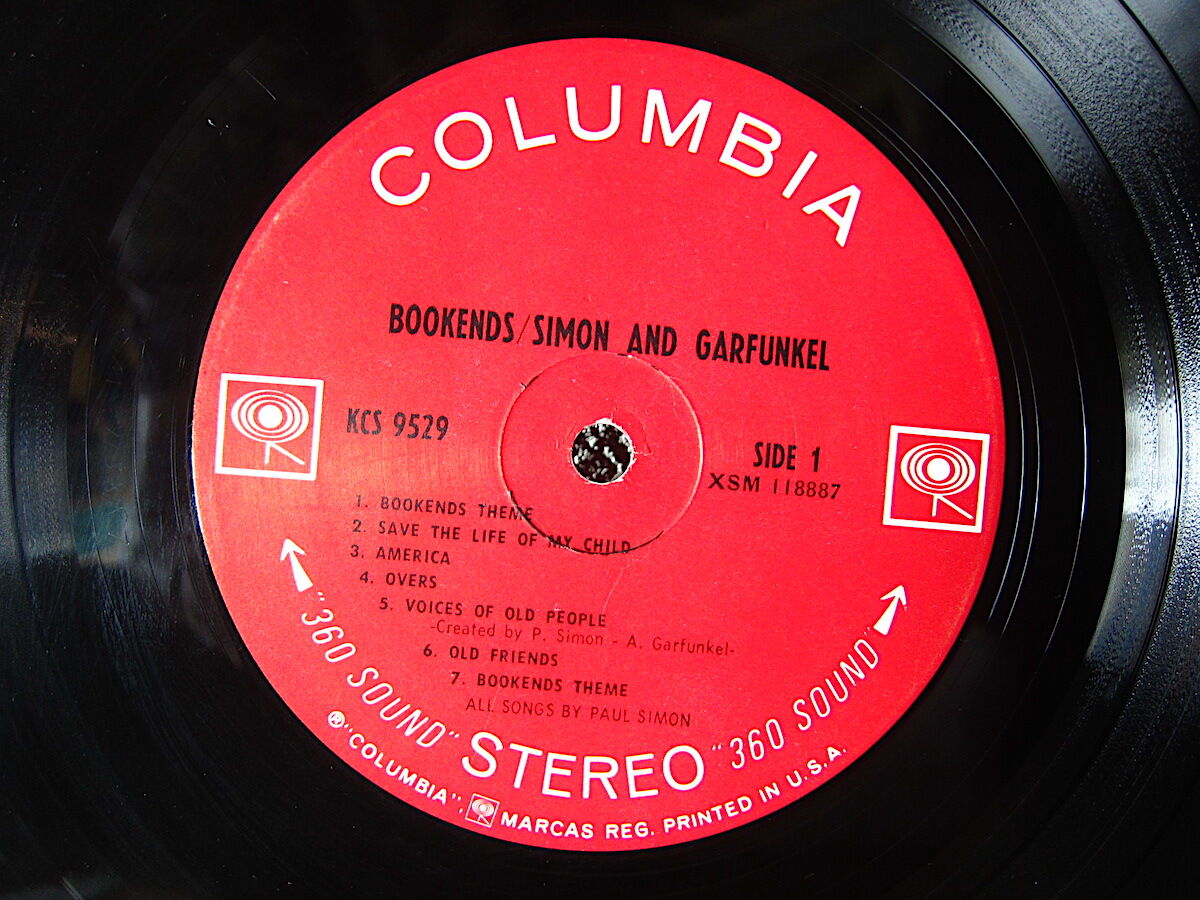 COLUMBIA
BOOKENDS/SIMON AND GARFUNKEL
KCS 9529
SIDE 1
XSM 118887
1. BOOKENDS THEME
2. SAVE THE LIFE OF MY CHILD
3. AMERICA
4. OVERS
5. VOICES OF OLD PEOPLE
-Created by P. Simon - A. Garfunkel-
6. OLD FRIENDS
7. BOOKENDS THEME
ALL SONGS BY PAUL SIMON
"360 SOUND" STEREO "360 SOUND"
®"COLUMBIA", MARCAS REG. PRINTED IN U.S.A.